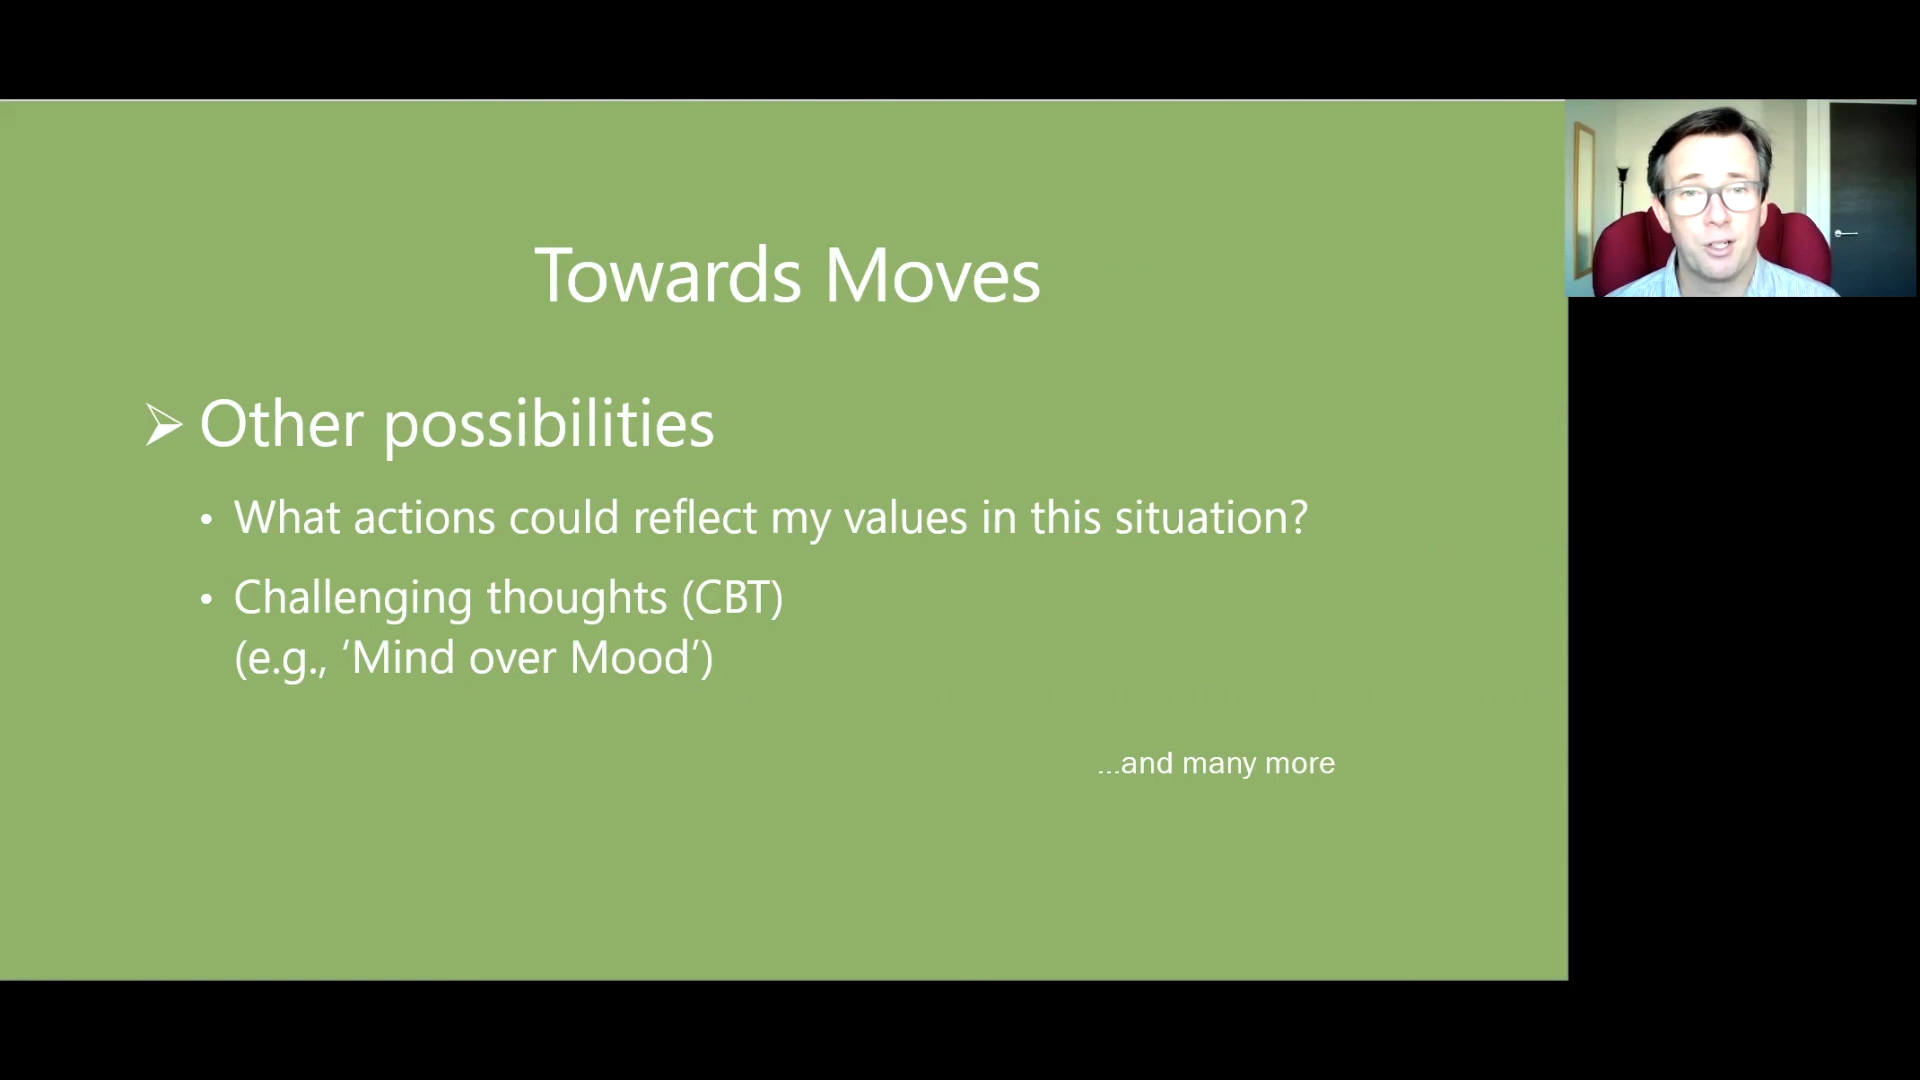 Towards Moves
Other possibilities
• What actions could reflect my values in this situation?
• Challenging thoughts (CBT)
(e.g., ‘Mind over Mood’)
...and many more